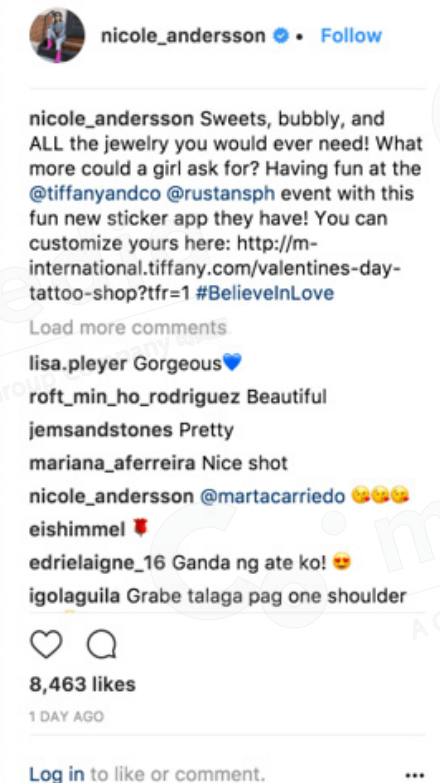 nicole_andersson • Follow
nicole_andersson Sweets, bubbly, and
ALL the jewelry you would ever need! What
more could a girl ask for? Having fun at the
@tiffanyandco @rustansph event with this
fun new sticker app they have! You can
customize yours here: http://m-
international.tiffany.com/valentines-day-
tattoo-shop?tfr=1 #BelieveInLove
Load more comments
lisa.pleyer Gorgeous💙
roft_min_ho_rodriguez Beautiful
jemsandstones Pretty
mariana_aferreira Nice shot
nicole_andersson @martacarriedo 😘😘😘
eishimmel 🌹
edrielaigne_16 Ganda ng ate ko! 😍
igolaguila Grabe talaga pag one shoulder
8,463 likes
1 DAY AGO
Log in to like or comment.